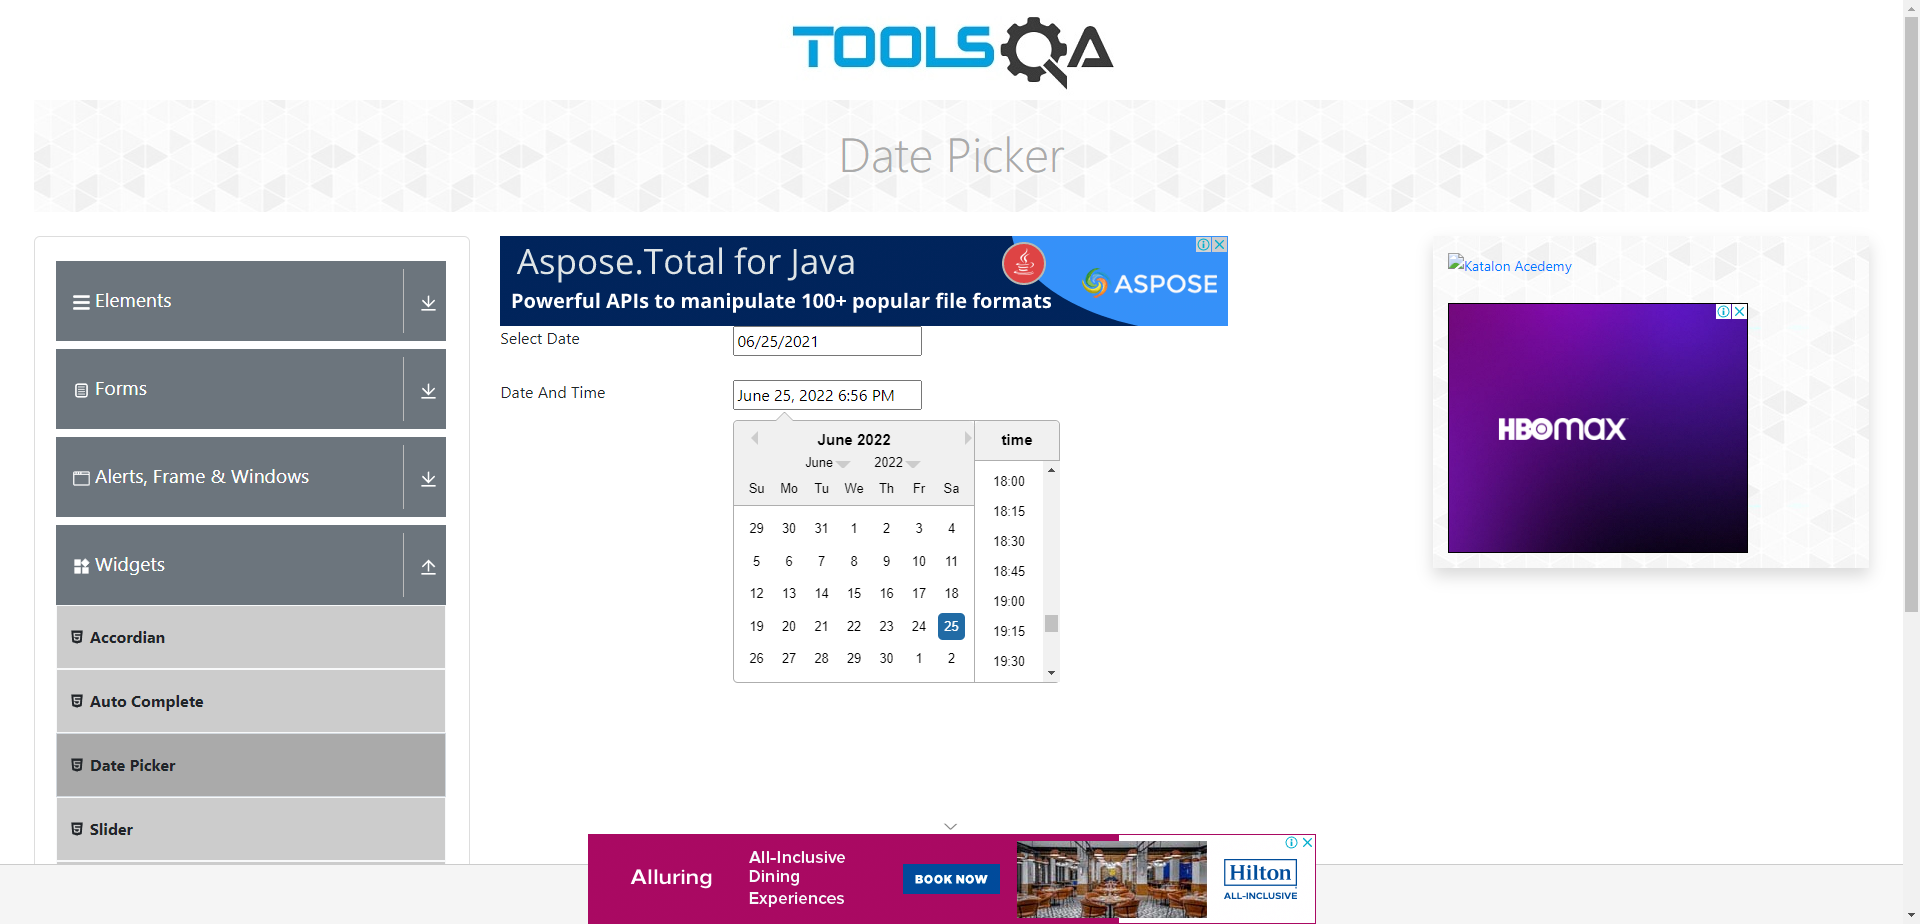 TOOLSQA
Date Picker
Elements
Forms
Alerts, Frame & Windows
Widgets
Accordian
Auto Complete
Date Picker
Slider
Aspose.Total for Java
Powerful APIs to manipulate 100+ popular file formats
ASPOSE
Select Date
06/25/2021
Date And Time
June 25, 2022 6:56 PM
June 2022
June 2022
Su Mo Tu We Th Fr Sa
29 30 31 1 2 3 4
5 6 7 8 9 10 11
12 13 14 15 16 17 18
19 20 21 22 23 24 25
26 27 28 29 30 1 2
time
18:00
18:15
18:30
18:45
19:00
19:15
19:30
Katalon Acedemy
HBOmax
Alluring
All-Inclusive
Dining
Experiences
BOOK NOW
Hilton
ALL-INCLUSIVE